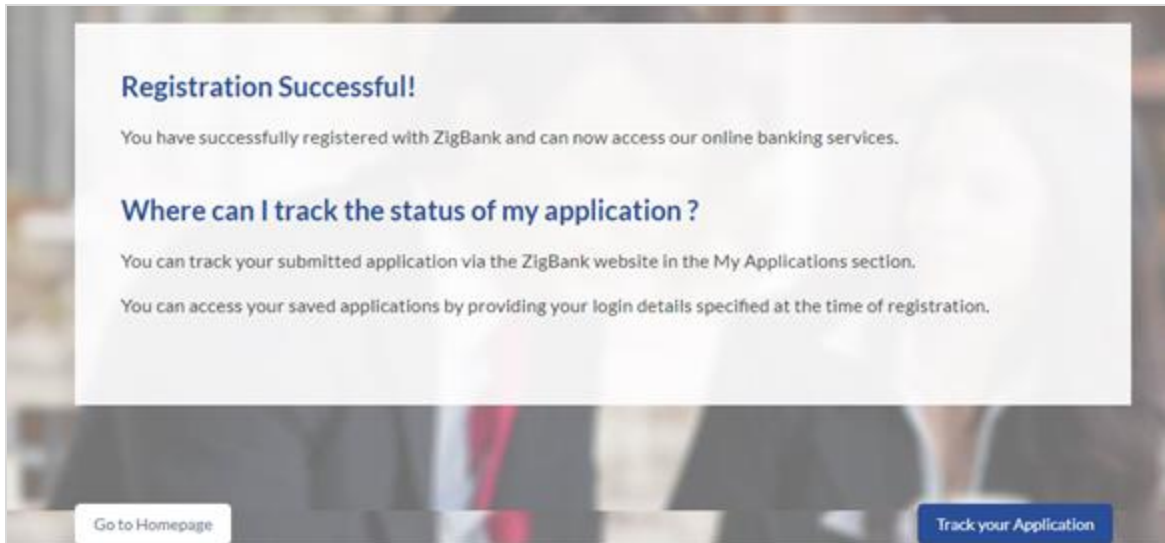 Registration Successful!
You have successfully registered with ZigBank and can now access our online banking services.
Where can I track the status of my application ?
You can track your submitted application via the ZigBank website in the My Applications section.
You can access your saved applications by providing your login details specified at the time of registration.
Go to Homepage
Track your Application